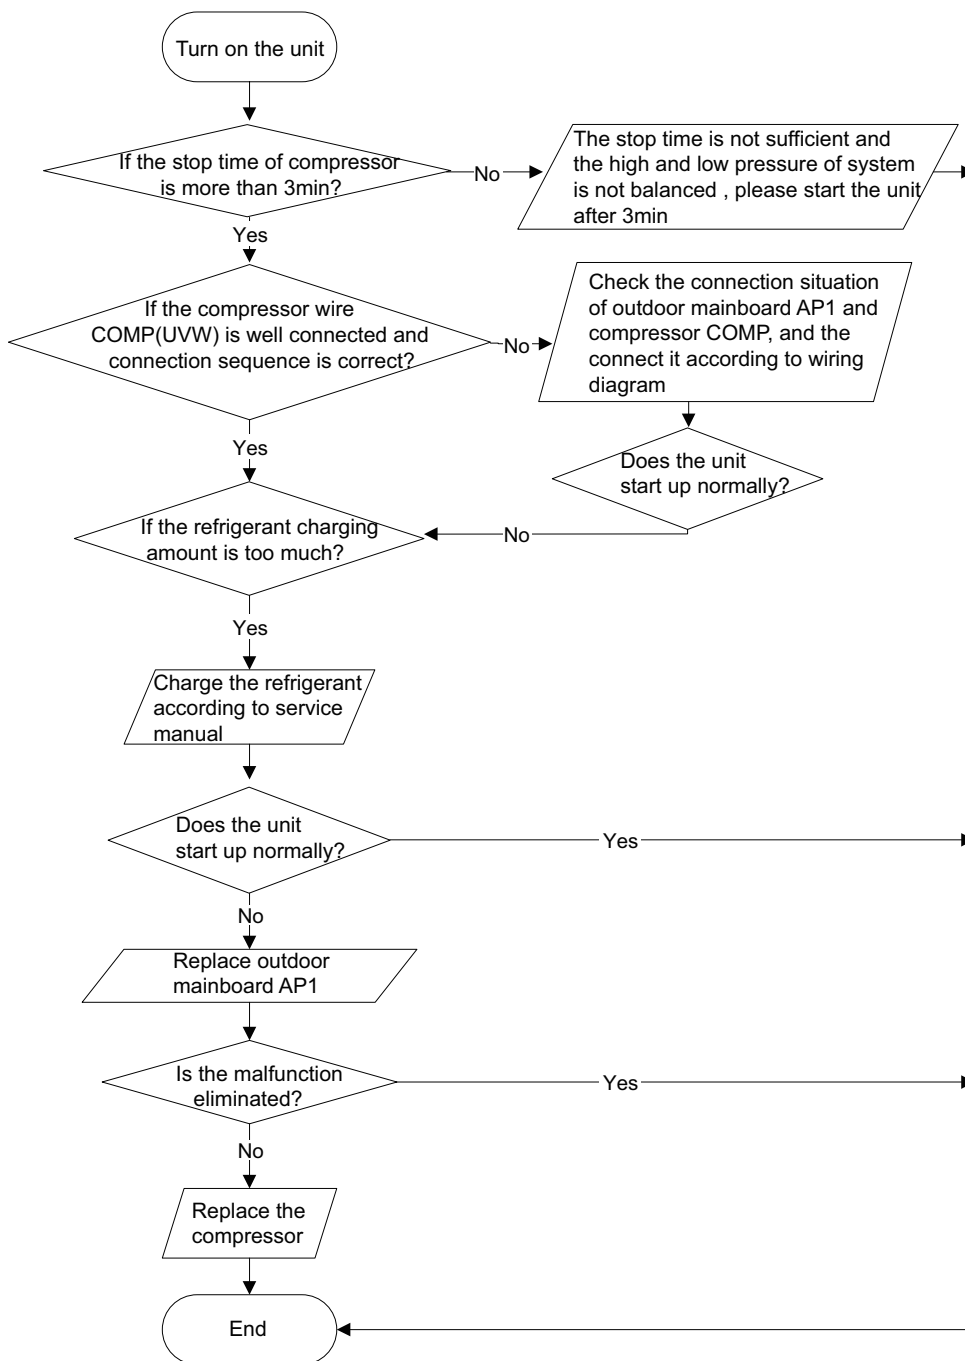 Turn on the unit
If the stop time of compressor
is more than 3min?
No
The stop time is not sufficient and
the high and low pressure of system
is not balanced , please start the unit
after 3min
Yes
If the compressor wire
COMP(UVW) is well connected and
connection sequence is correct?
No
Check the connection situation
of outdoor mainboard AP1 and
compressor COMP, and the
connect it according to wiring
diagram
Yes
Does the unit
start up normally?
If the refrigerant charging
amount is too much?
No
Yes
Charge the refrigerant
according to service
manual
Does the unit
start up normally?
Yes
No
Replace outdoor
mainboard AP1
Is the malfunction
eliminated?
Yes
No
Replace the
compressor
End